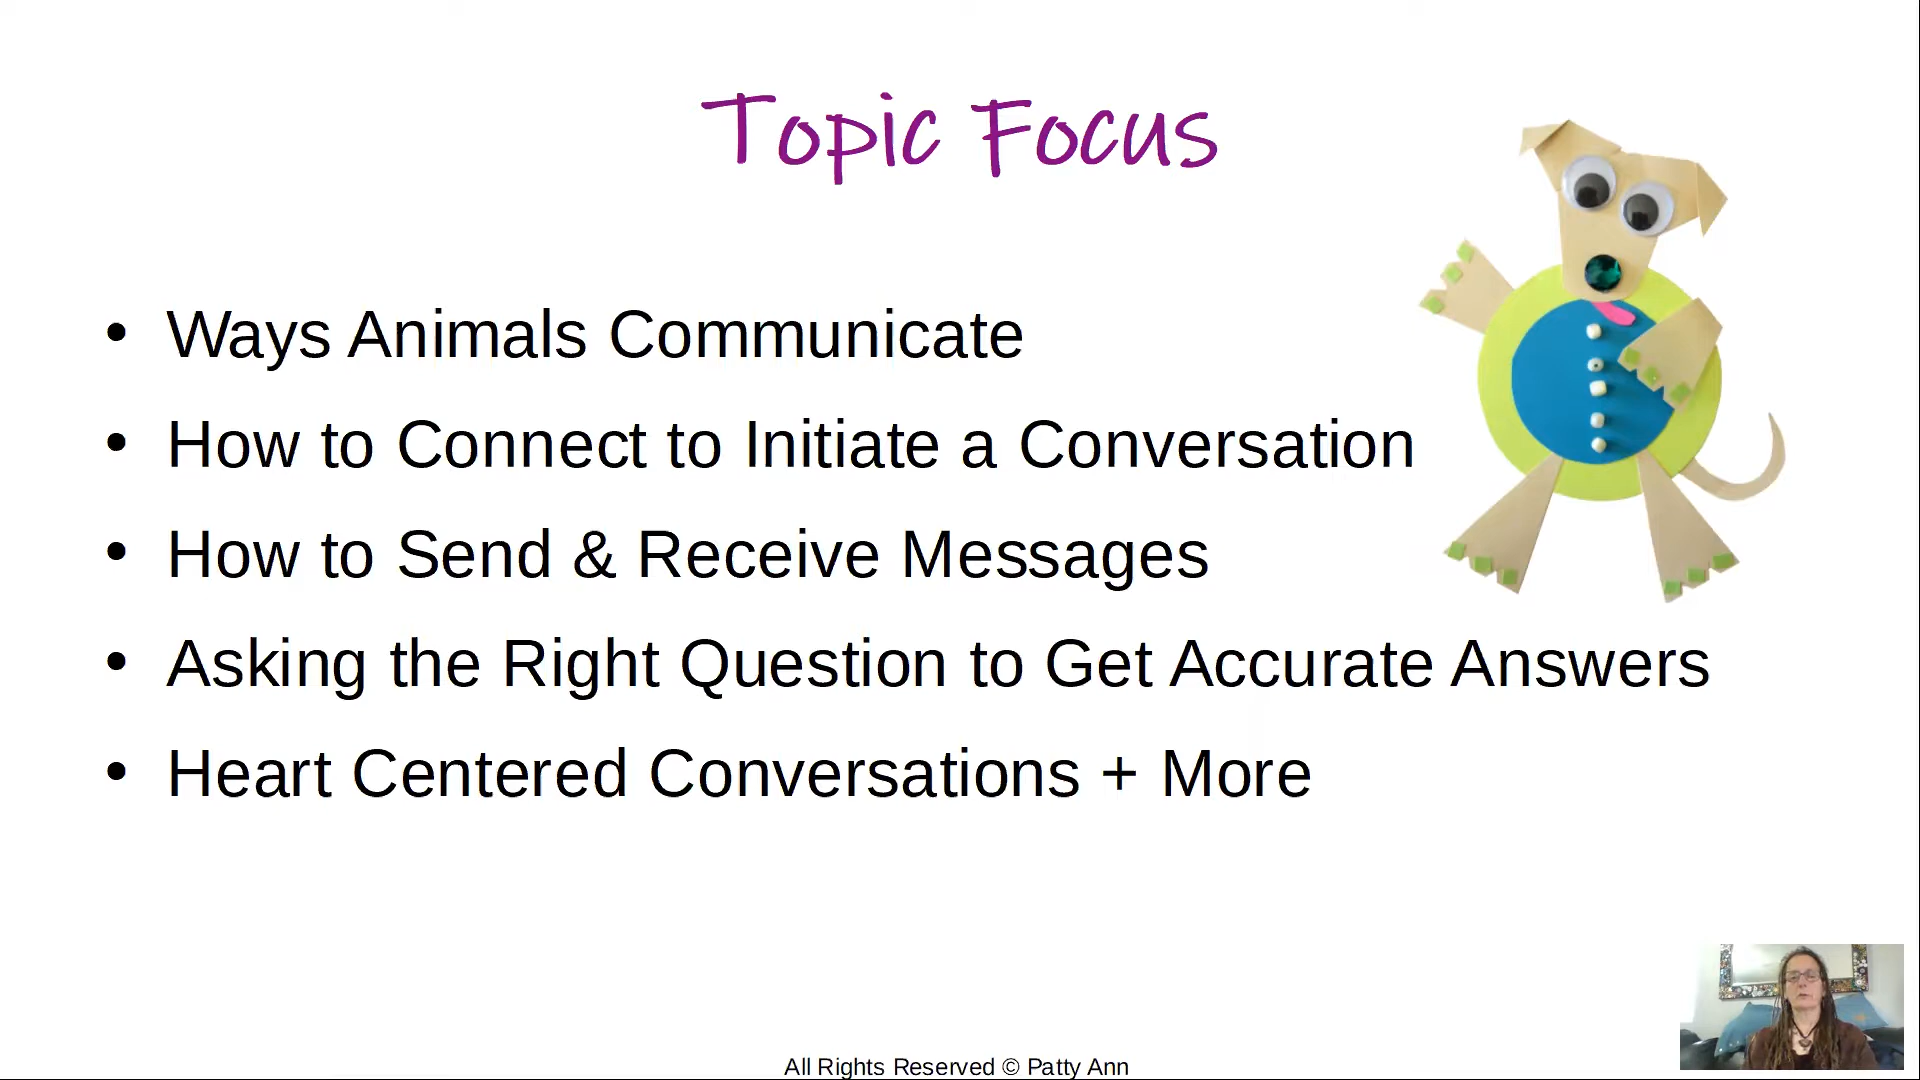 Topic Focus
• Ways Animals Communicate
• How to Connect to Initiate a Conversation
• How to Send & Receive Messages
• Asking the Right Question to Get Accurate Answers
• Heart Centered Conversations + More
All Rights Reserved © Patty Ann